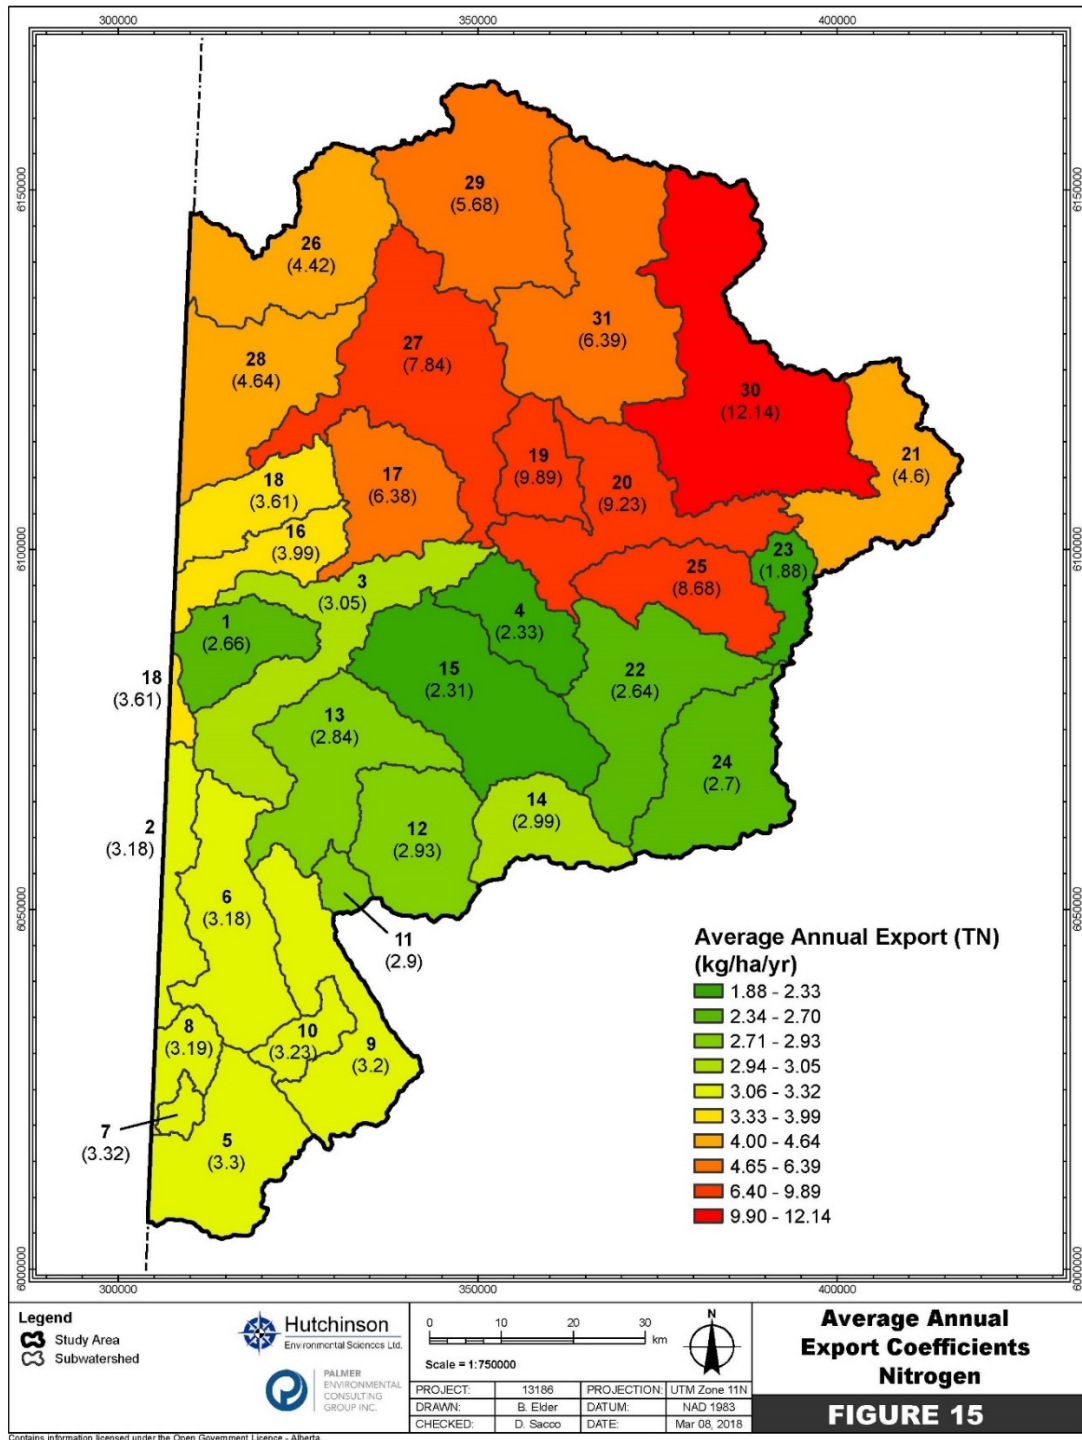 300000
350000
400000
6150000
6150000
29
(5.68)
26
(4.42)
31
(6.39)
27
(7.84)
28
(4.64)
30
(12.14)
21
(4.6)
19
(9.89)
17
(6.38)
18
(3.61)
20
(9.23)
16
(3.99)
6100000
6100000
23
(1.88)
25
(8.68)
3
(3.05)
4
(2.33)
1
(2.66)
15
(2.31)
22
(2.64)
18
(3.61)
13
(2.84)
24
(2.7)
14
(2.99)
2
(3.18)
12
(2.93)
6
(3.18)
6050000
6050000
11
(2.9)
8
(3.19)
10
(3.23)
9
(3.2)
7
(3.32)
5
(3.3)
Average Annual Export (TN)
(kg/ha/yr)
1.88 - 2.33
2.34 - 2.70
2.71 - 2.93
2.94 - 3.05
3.06 - 3.32
3.33 - 3.99
4.00 - 4.64
4.65 - 6.39
6.40 - 9.89
9.90 - 12.14
6000000
6000000
300000
350000
400000
Legend
Study Area
Subwatershed
Hutchinson
Environmental Sciences Ltd.
PALMER
ENVIRONMENTAL
CONSULTING
GROUP INC.
0 10 20 30
km
Scale = 1:750000
N
PROJECT: 13186 PROJECTION: UTM Zone 11N
DRAWN: B. Elder DATUM: NAD 1983
CHECKED: D. Sacco DATE: Mar 08, 2018
Average Annual
Export Coefficients
Nitrogen
FIGURE 15
Contains information licensed under the Open Government Licence - Alberta